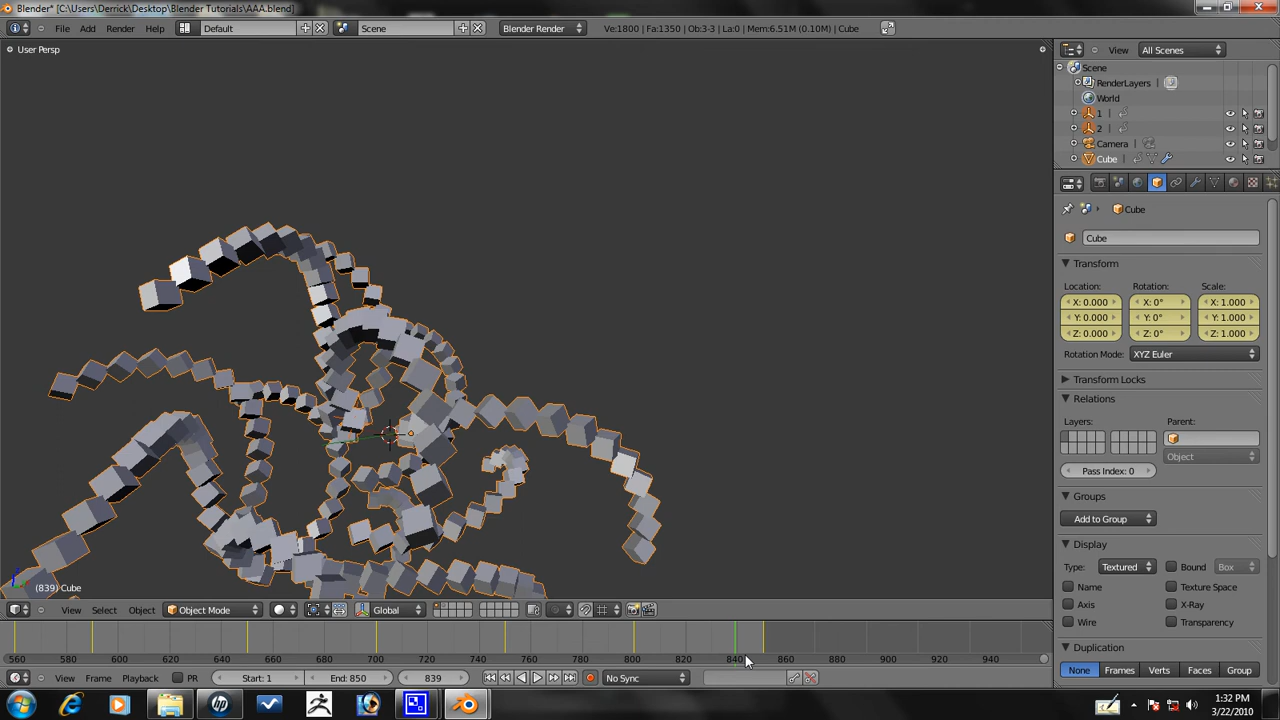 Blender* [C:\Users\Derrick\Desktop\Blender Tutorials\AAA.blend]
File Add Render Help Default Scene Blender Render Ve:1800 | Fa:1350 | Ob:3-3 | La:0 | Mem:6.51M (0.10M) | Cube
User Persp
View All Scenes
Scene
RenderLayers
World
1
2
Camera
Cube
Cube
Cube
Transform
Location: Rotation: Scale:
X: 0.000 X: 0° X: 1.000
Y: 0.000 Y: 0° Y: 1.000
Z: 0.000 Z: 0° Z: 1.000
Rotation Mode: XYZ Euler
Transform Locks
Relations
Layers: Parent:
Object
Pass Index: 0
Groups
Add to Group
Display
Type: Textured Bound Box
Name Texture Space
Axis X-Ray
Wire Transparency
Duplication
None Frames Verts Faces Group
(839) Cube
View Select Object Object Mode Global
560 580 600 620 640 660 680 700 720 740 760 780 800 820 840 860 880 900 920 940
View Frame Playback PR Start: 1 End: 850 839 No Sync
1:32 PM
3/22/2010